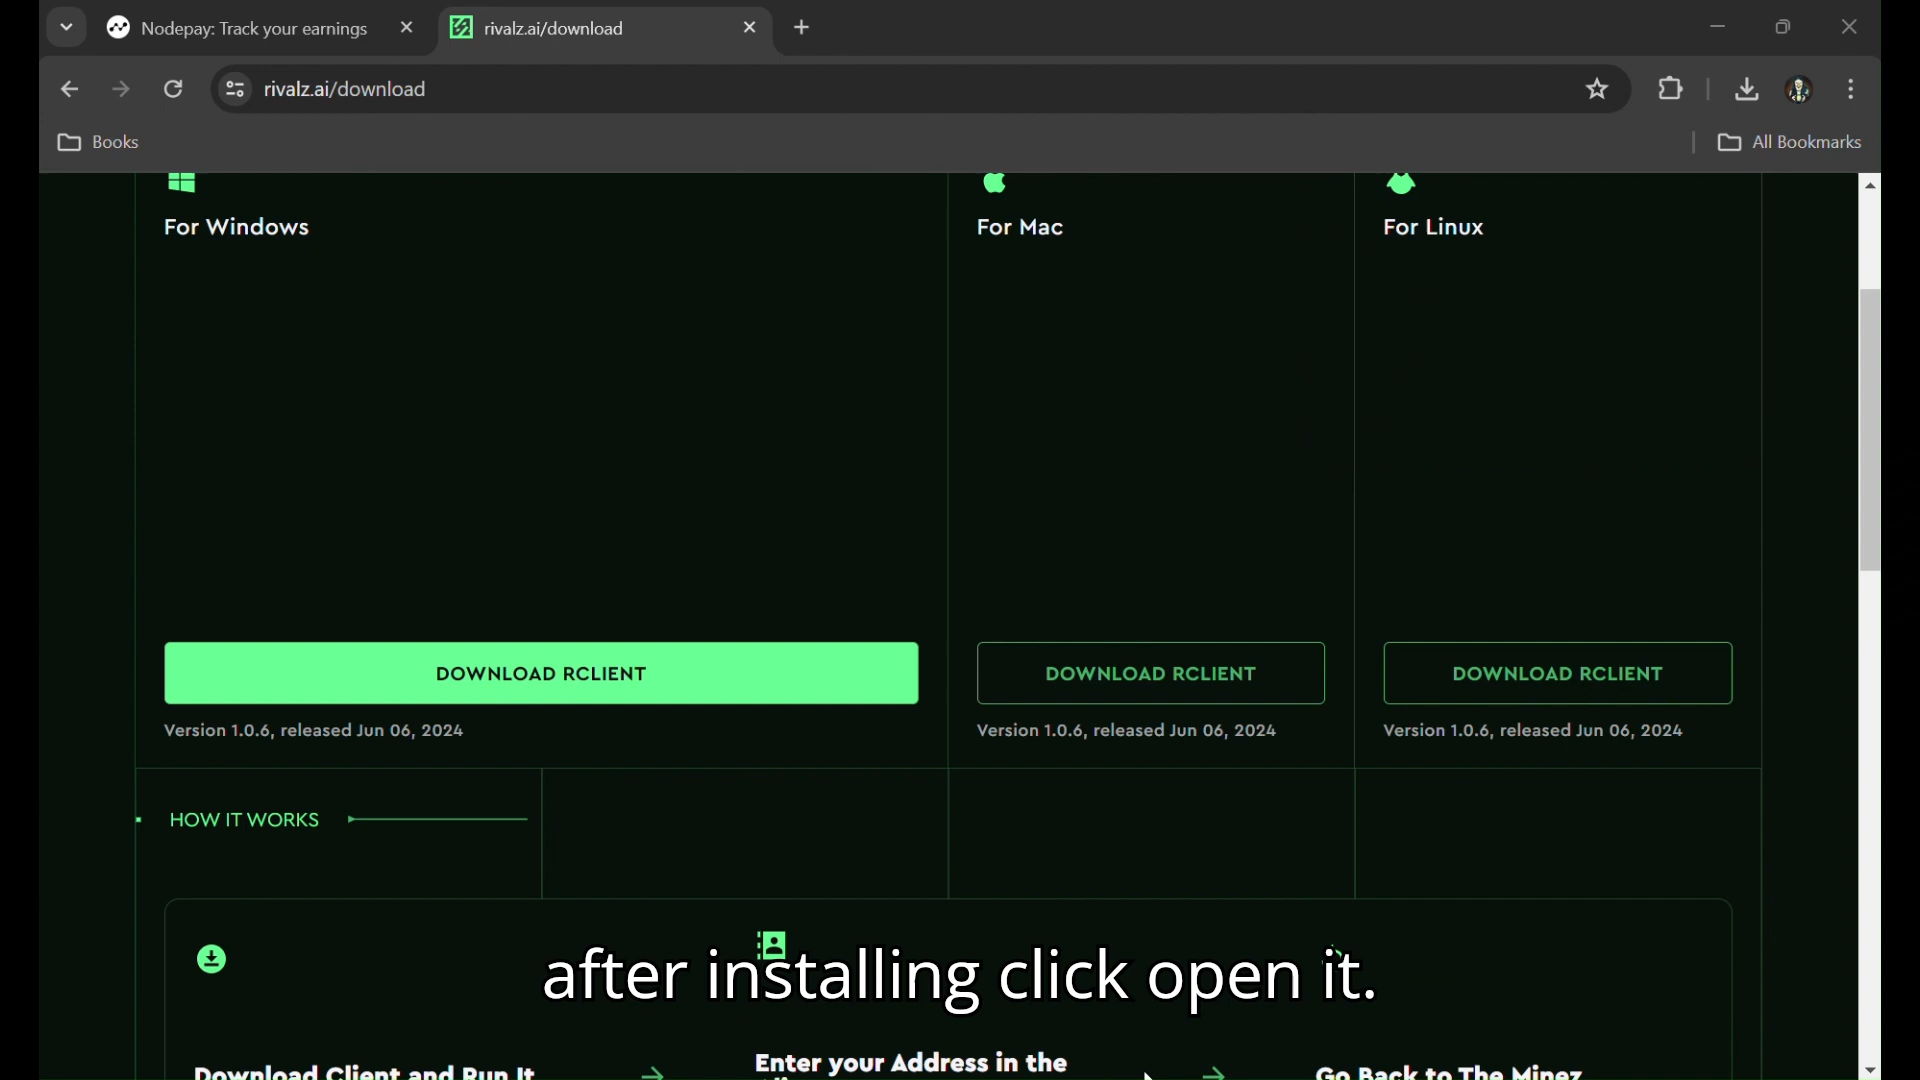 Nodepay: Track your earnings
rivalz.ai/download
rivalz.ai/download
Books
All Bookmarks
For Windows
For Mac
For Linux
DOWNLOAD RCLIENT
DOWNLOAD RCLIENT
DOWNLOAD RCLIENT
Version 1.0.6, released Jun 06, 2024
Version 1.0.6, released Jun 06, 2024
Version 1.0.6, released Jun 06, 2024
HOW IT WORKS
after installing click open it.
Download Client and Run It
Enter your Address in the
Go Back to The Minez